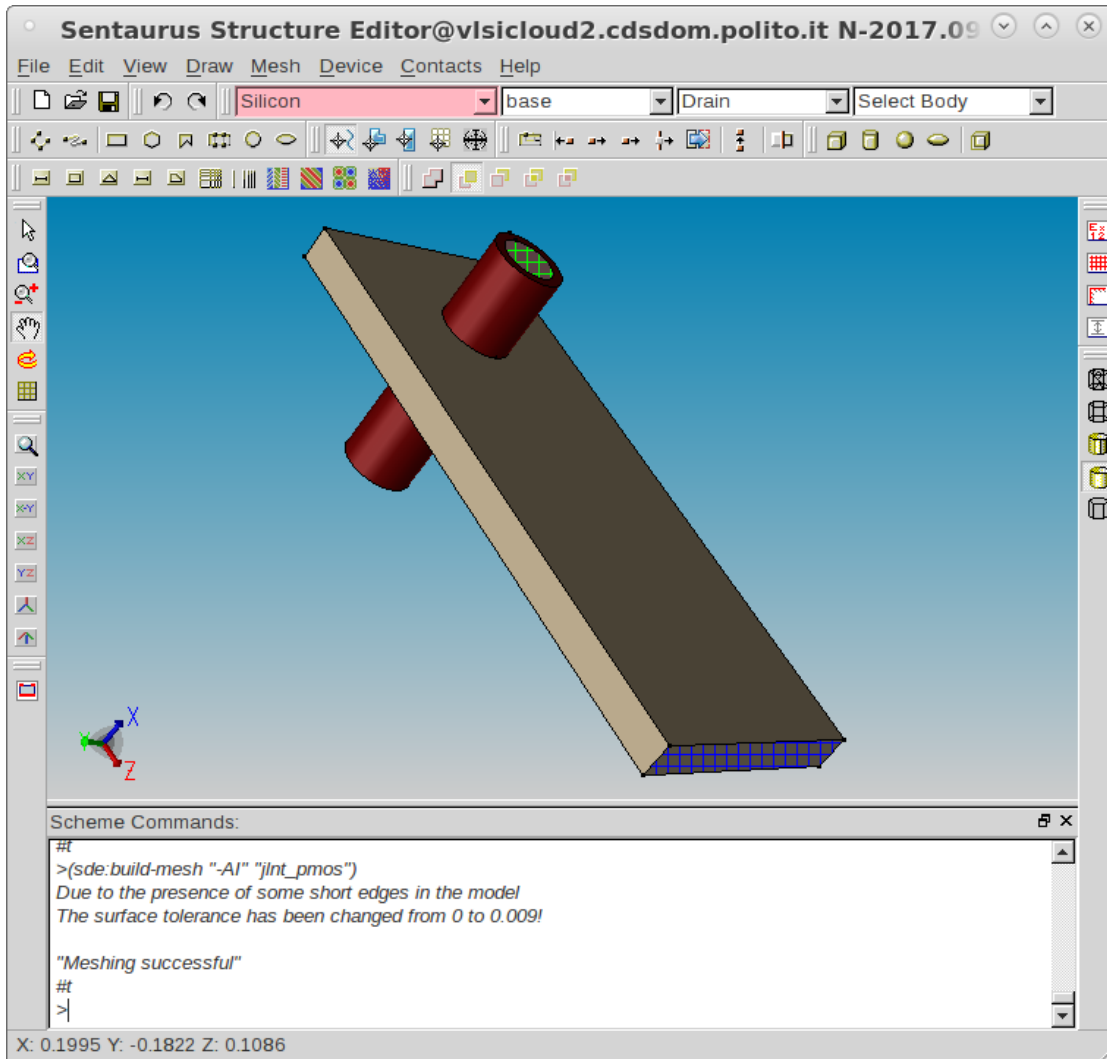 Sentaurus Structure Editor@vlsicloud2.cdsdom.polito.it N-2017.09
File Edit View Draw Mesh Device Contacts Help
Silicon base Drain Select Body
XY
X-Y
XZ
YZ
X
Y
Z
Scheme Commands:
#t
>(sde:build-mesh "-AI" "jlnt_pmos")
Due to the presence of some short edges in the model
The surface tolerance has been changed from 0 to 0.009!
"Meshing successful"
#t
>
X: 0.1995 Y: -0.1822 Z: 0.1086